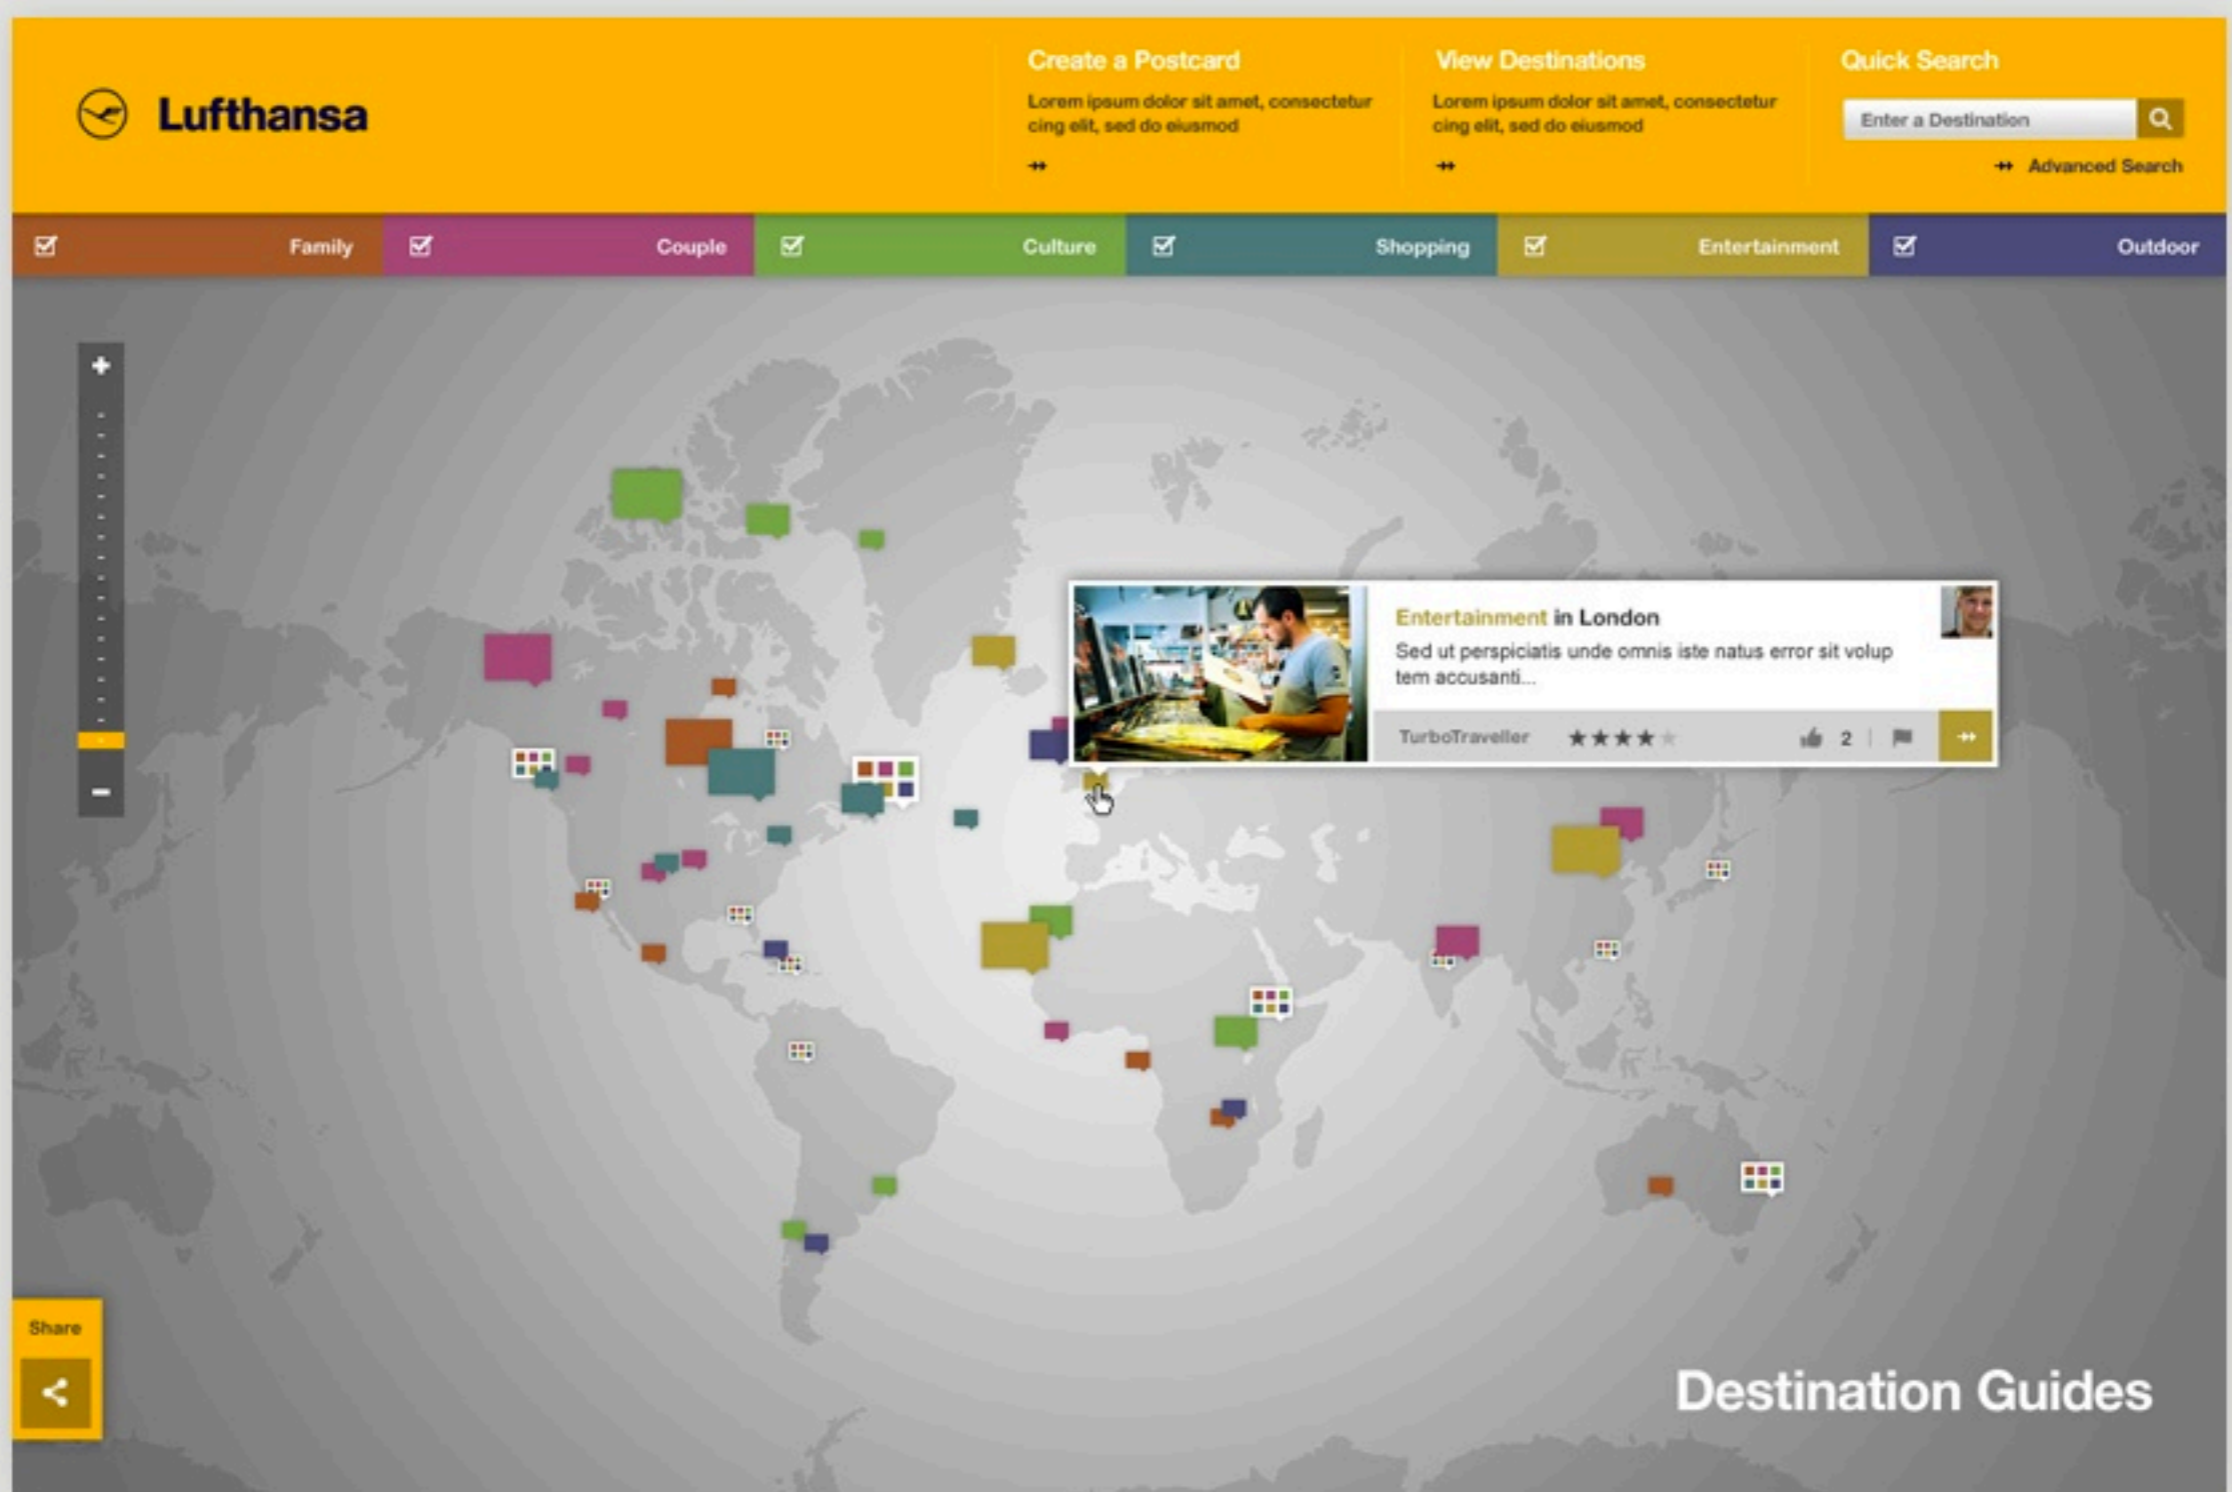 Lufthansa
Create a Postcard
Lorem ipsum dolor sit amet, consectetur
cing elit, sed do eiusmod
View Destinations
Lorem ipsum dolor sit amet, consectetur
cing elit, sed do eiusmod
Quick Search
Enter a Destination
Advanced Search
Family
Couple
Culture
Shopping
Entertainment
Outdoor
Entertainment in London
Sed ut perspiciatis unde omnis iste natus error sit volup
tem accusanti...
TurboTraveller
2
Share
Destination Guides